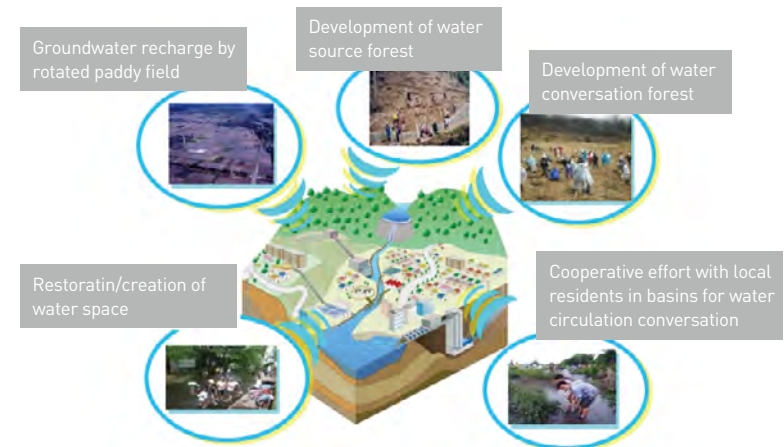 Development of water
source forest
Groundwater recharge by
rotated paddy field
Development of water
conversation forest
Restoratin/creation of
water space
Cooperative effort with local
residents in basins for water
circulation conversation